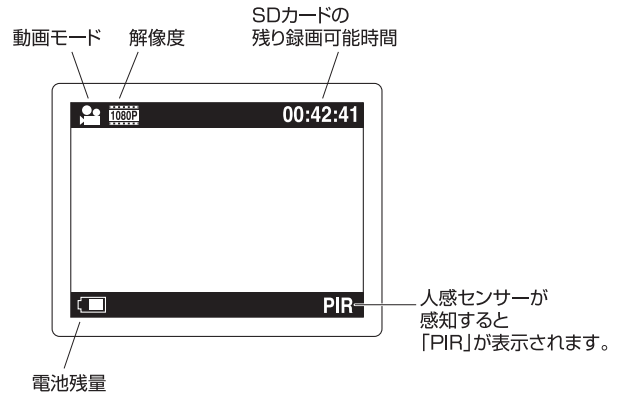 SDカードの
動画モード 解像度 残り録画可能時間
1080P 00:42:41
PIR
人感センサーが
感知すると
「PIR」が表示されます。
電池残量